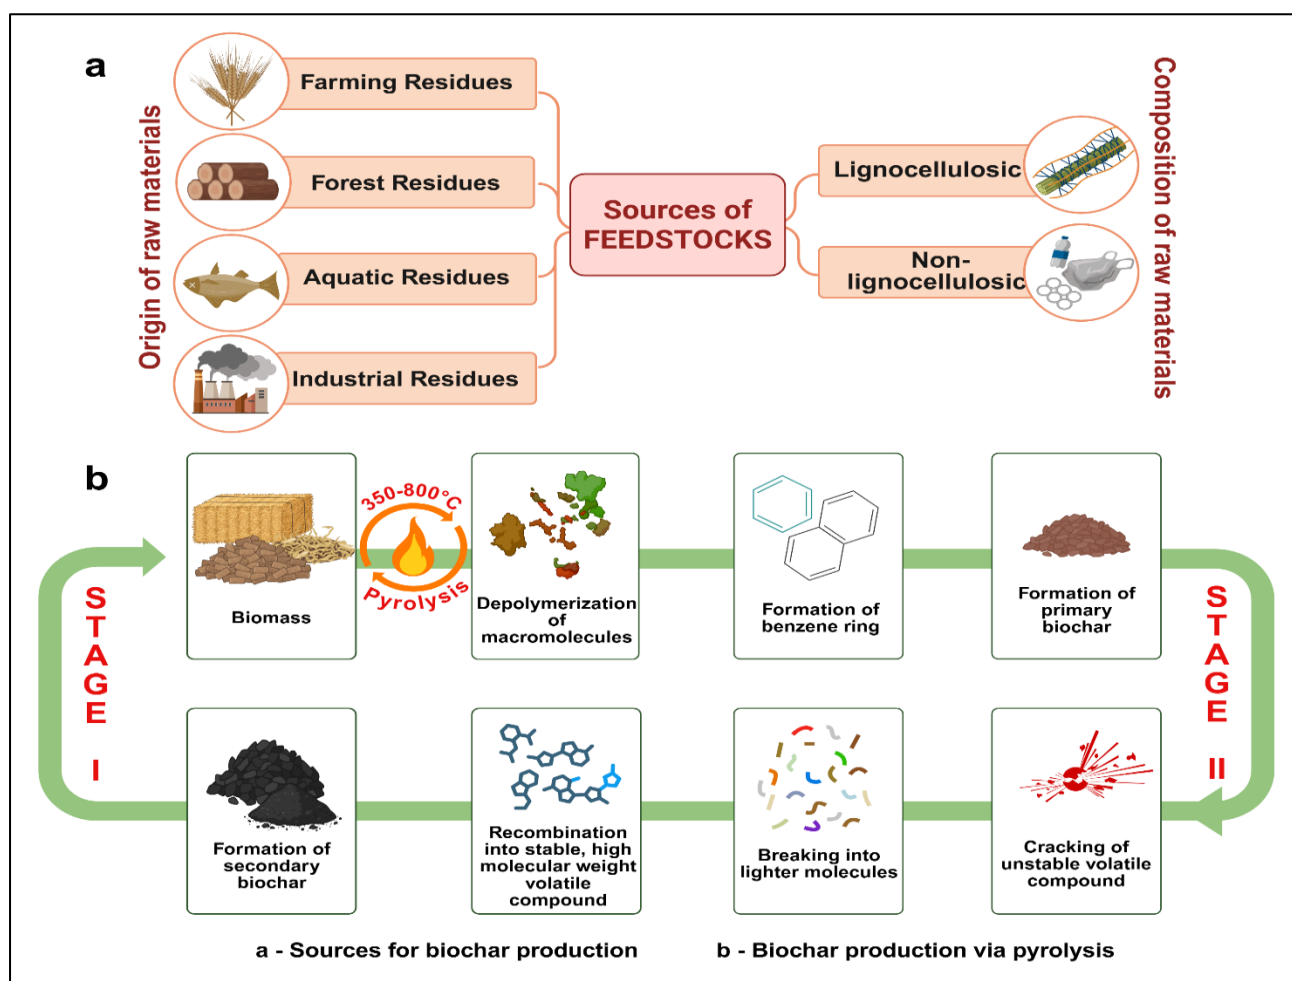 a
Origin of raw materials
Farming Residues
Forest Residues
Aquatic Residues
Industrial Residues
Sources of
FEEDSTOCKS
Lignocellulosic
Non-
lignocellulosic
Composition of raw materials
b
STAGE I
Biomass
350-800°C
Pyrolysis
Depolymerization
of
macromolecules
Formation of
benzene ring
Formation of
primary
biochar
STAGE II
Cracking of
unstable volatile
compound
Breaking into
lighter molecules
Recombination
into stable, high
molecular weight
volatile
compound
Formation of
secondary
biochar
a - Sources for biochar production
b - Biochar production via pyrolysis